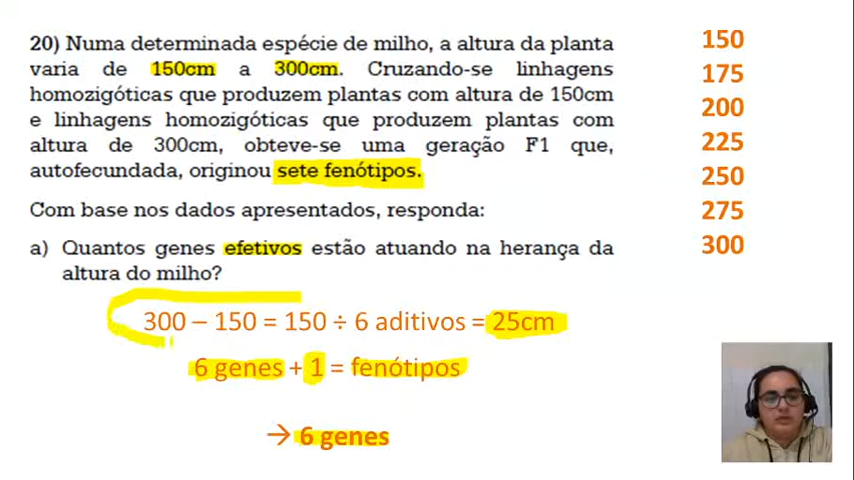 20) Numa determinada espécie de milho, a altura da planta
varia de 150cm a 300cm. Cruzando-se linhagens
homozigóticas que produzem plantas com altura de 150cm
e linhagens homozigóticas que produzem plantas com
altura de 300cm, obteve-se uma geração F1 que,
autofecundada, originou sete fenótipos.
Com base nos dados apresentados, responda:
a) Quantos genes efetivos estão atuando na herança da
altura do milho?
300 – 150 = 150 ÷ 6 aditivos = 25cm
6 genes + 1 = fenótipos
→ 6 genes
150
175
200
225
250
275
300